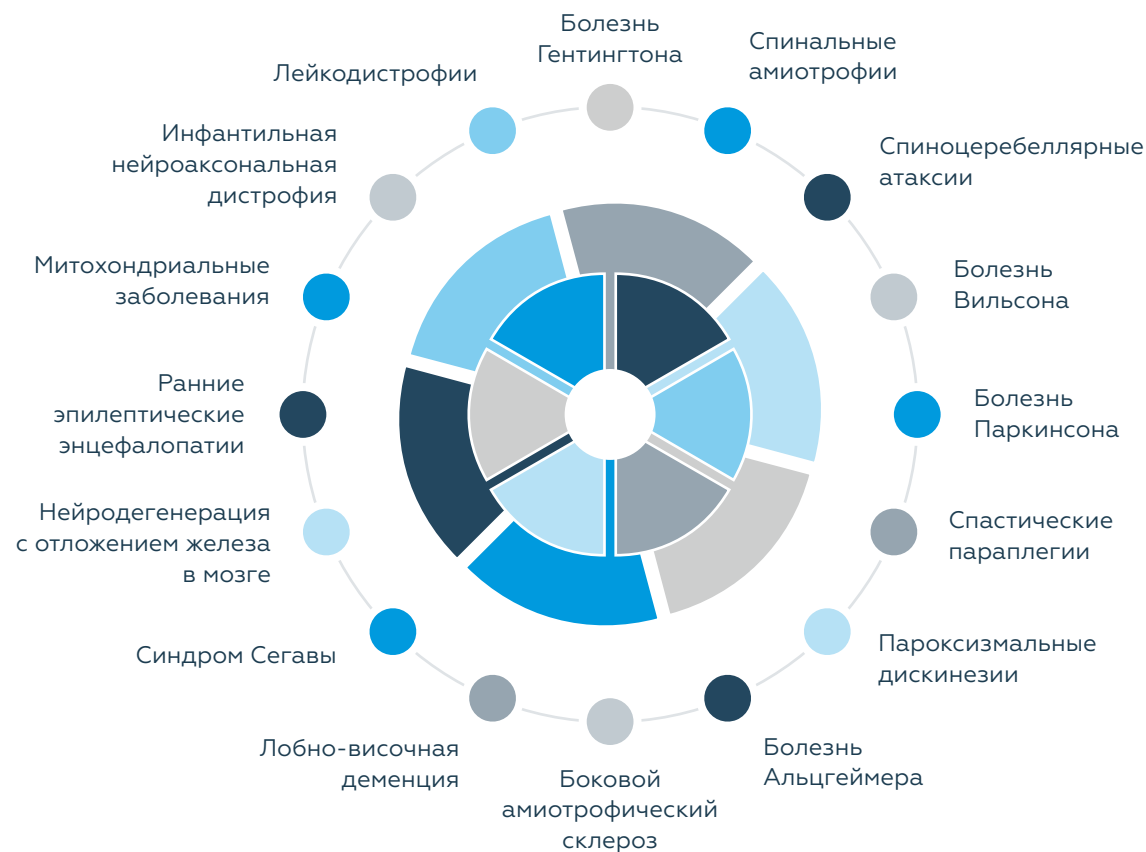 Болезнь
Гентингтона
Спинальные
амиотрофии
Спиноцеребеллярные
атаксии
Болезнь
Вильсона
Болезнь
Паркинсона
Спастические
параплегии
Пароксизмальные
дискинезии
Болезнь
Альцгеймера
Боковой
амиотрофический
склероз
Лобно-височная
деменция
Синдром Сегавы
Нейродегенерация
с отложением железа
в мозге
Ранние
эпилептические
энцефалопатии
Митохондриальные
заболевания
Инфантильная
нейроаксональная
дистрофия
Лейкодистрофии